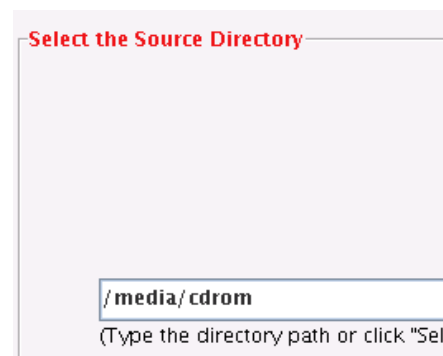 Select the Source Directory
/media/cdrom
(Type the directory path or click "Sel